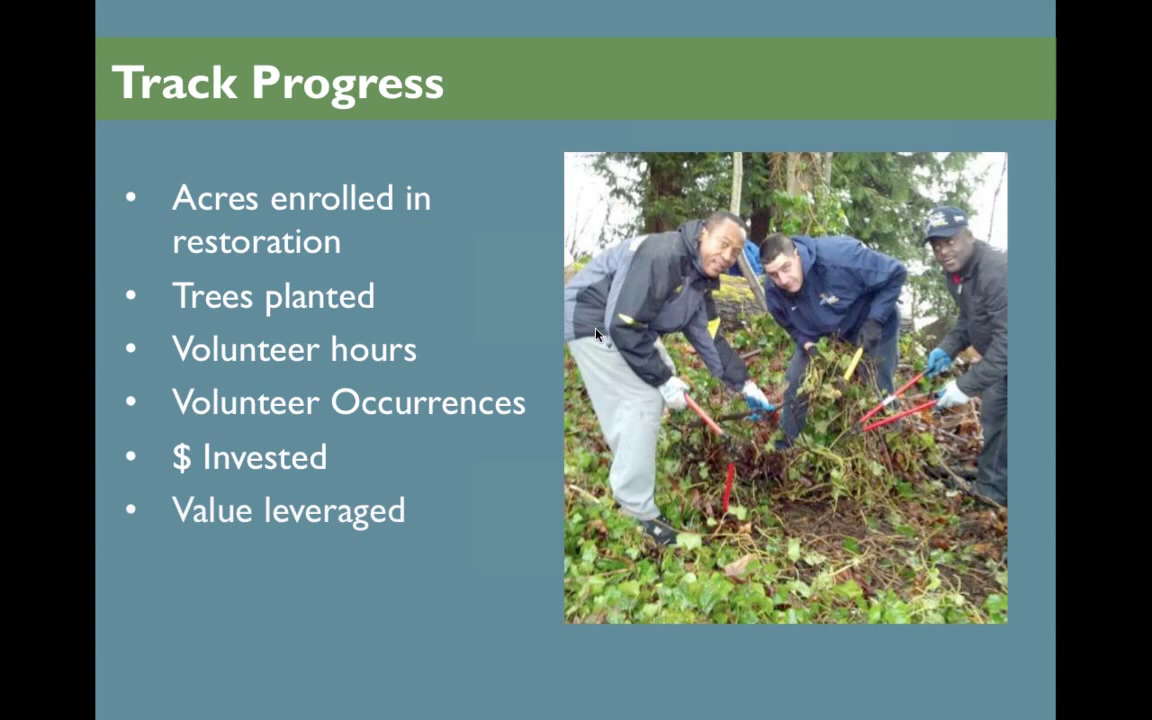 Track Progress
• Acres enrolled in
restoration
• Trees planted
• Volunteer hours
• Volunteer Occurrences
• $ Invested
• Value leveraged